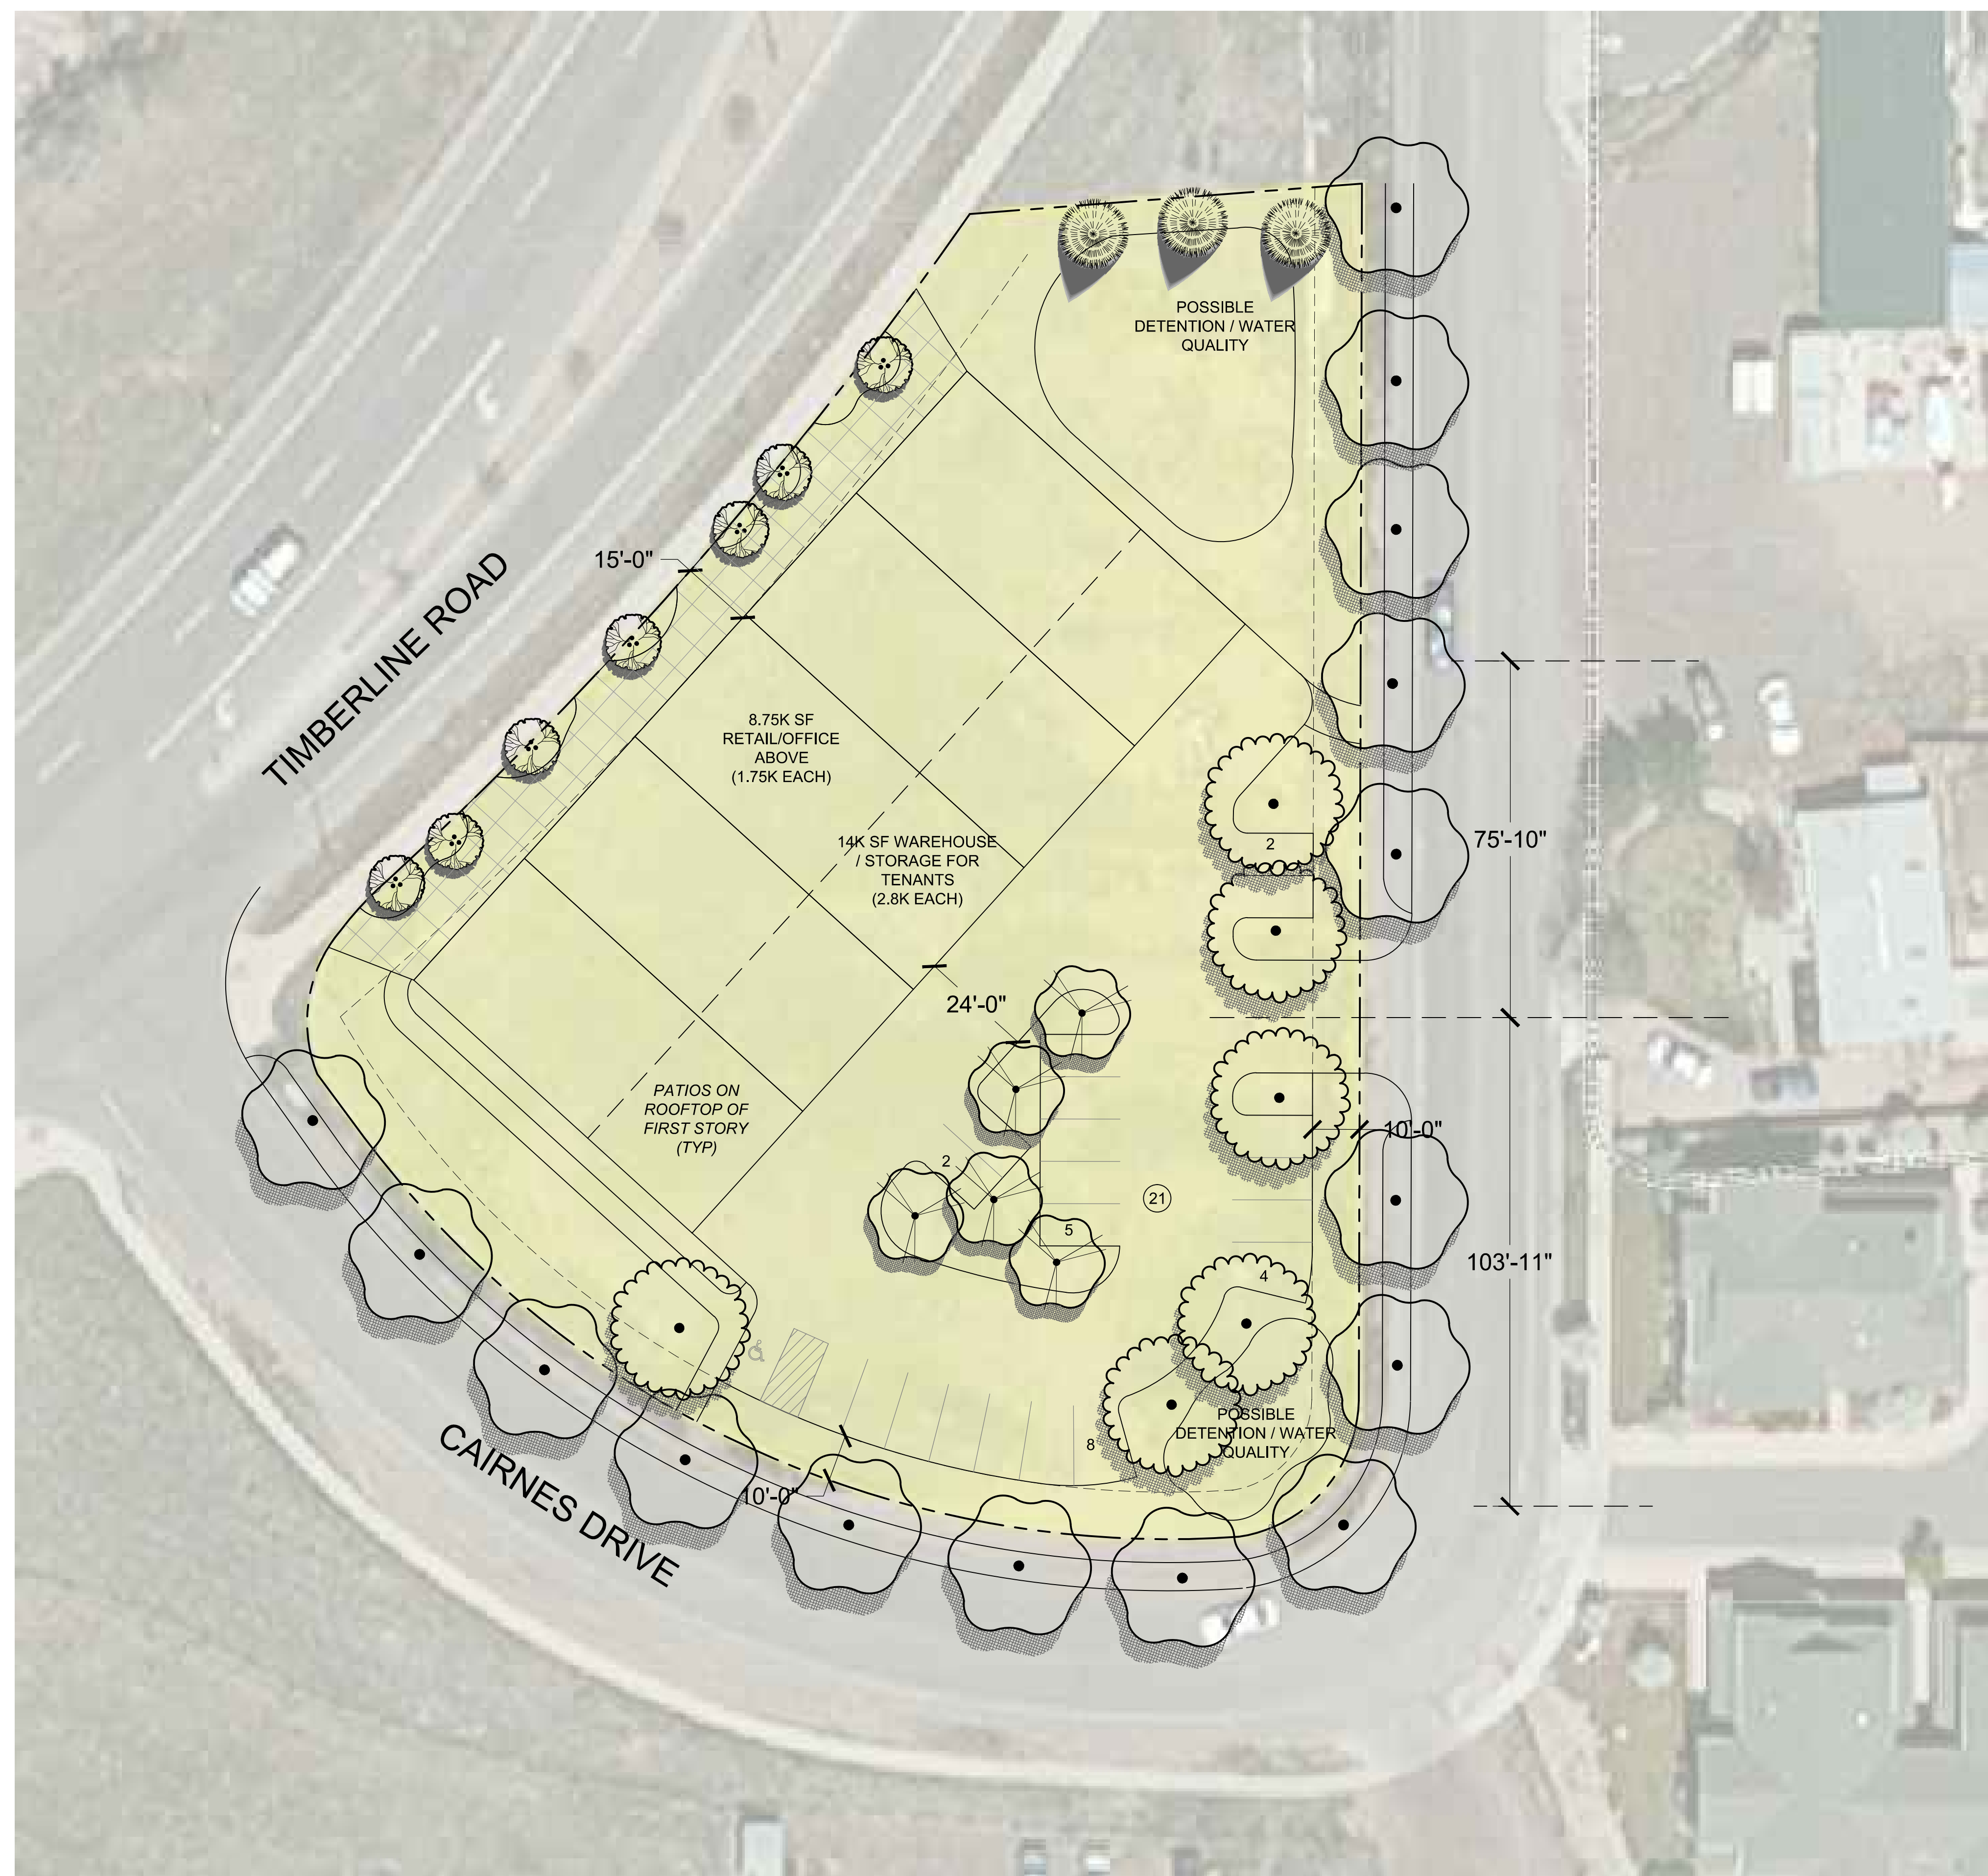 POSSIBLE
DETENTION / WATER
QUALITY
15'-0"
TIMBERLINE ROAD
8.75K SF
RETAIL/OFFICE
ABOVE
(1.75K EACH)
14K SF WAREHOUSE
/ STORAGE FOR
TENANTS
(2.8K EACH)
2
75'-10"
24'-0"
PATIOS ON
ROOFTOP OF
FIRST STORY
(TYP)
10'-0"
2
21
5
103'-11"
4
POSSIBLE
DETENTION / WATER
QUALITY
8
10'-0"
CAIRNES DRIVE